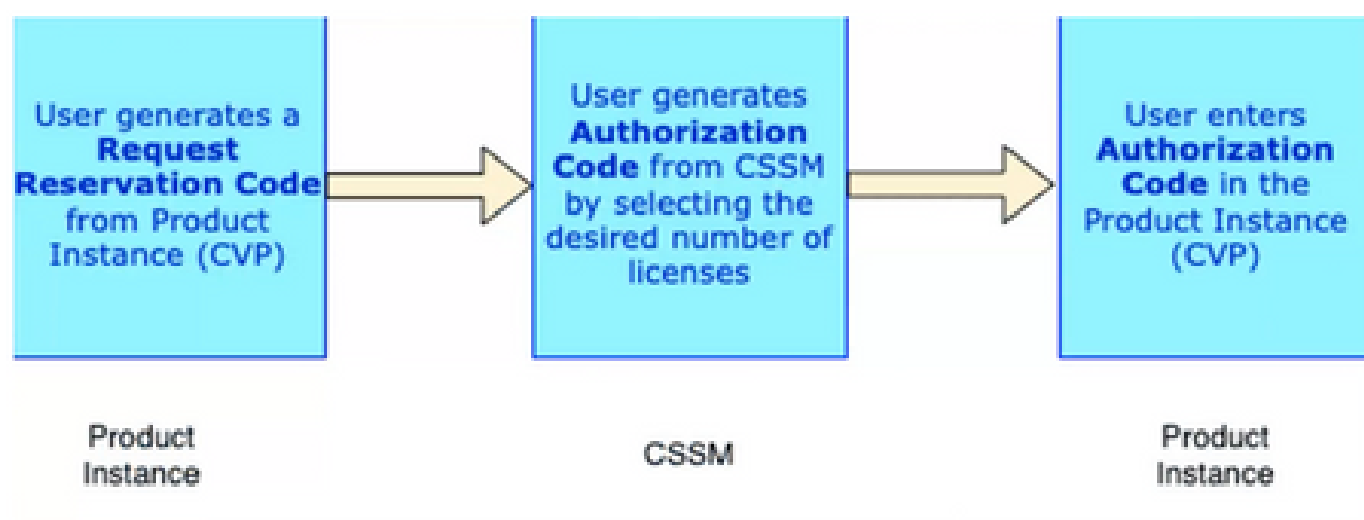 User generates a
Request
Reservation Code
from Product
Instance (CVP)
User generates
Authorization
Code from CSSM
by selecting the
desired number of
licenses
User enters
Authorization
Code in the
Product Instance
(CVP)
Product
Instance
CSSM
Product
Instance